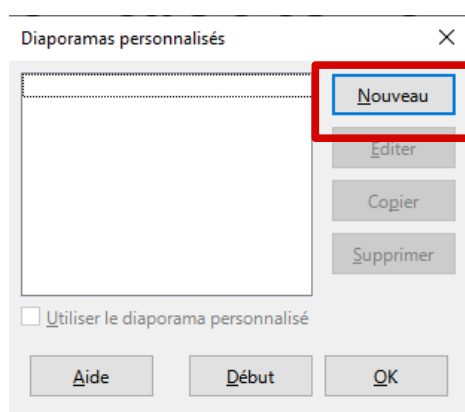 Diaporamas personnalisés
Nouveau
Éditer
Copier
Supprimer
Utiliser le diaporama personnalisé
Aide
Début
OK